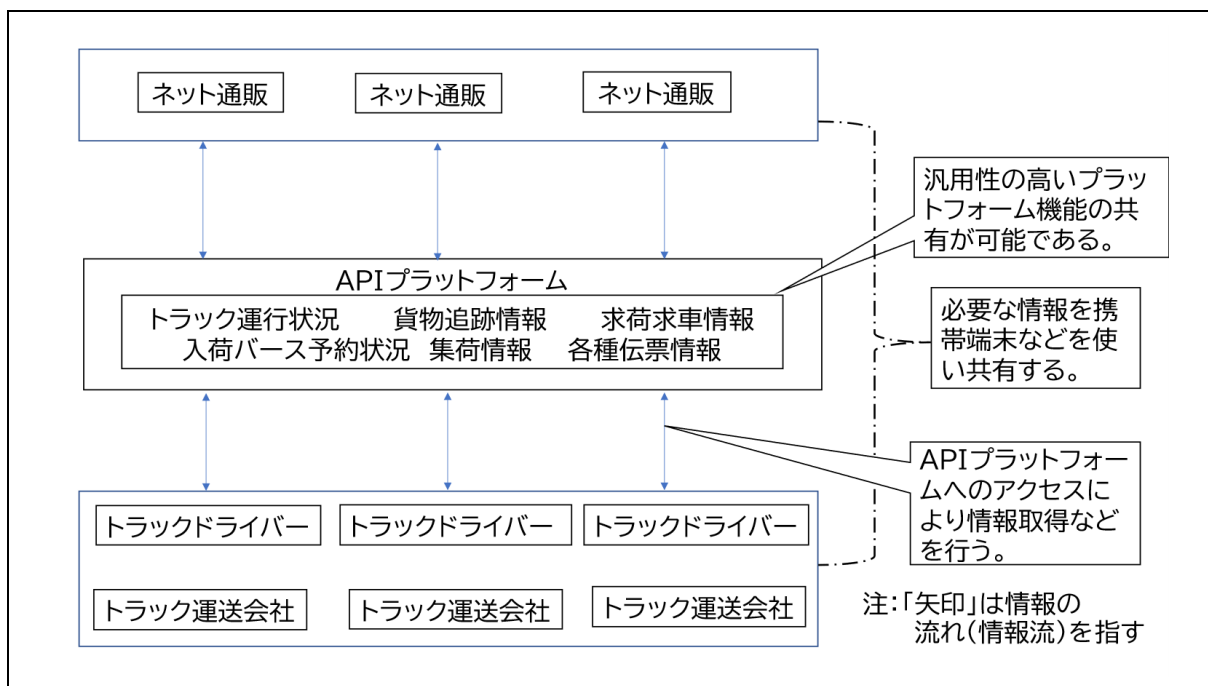 ネット通販
ネット通販
ネット通販
汎用性の高いプラッ
トフォーム機能の共
有が可能である。
APIプラットフォーム
トラック運行状況 貨物追跡情報 求荷求車情報
入荷バース予約状況 集荷情報 各種伝票情報
必要な情報を携
帯端末などを使
い共有する。
APIプラットフォー
ムへのアクセスに
より情報取得など
を行う。
トラックドライバー
トラックドライバー
トラックドライバー
トラック運送会社
トラック運送会社
トラック運送会社
注:「矢印」は情報の
流れ(情報流)を指す